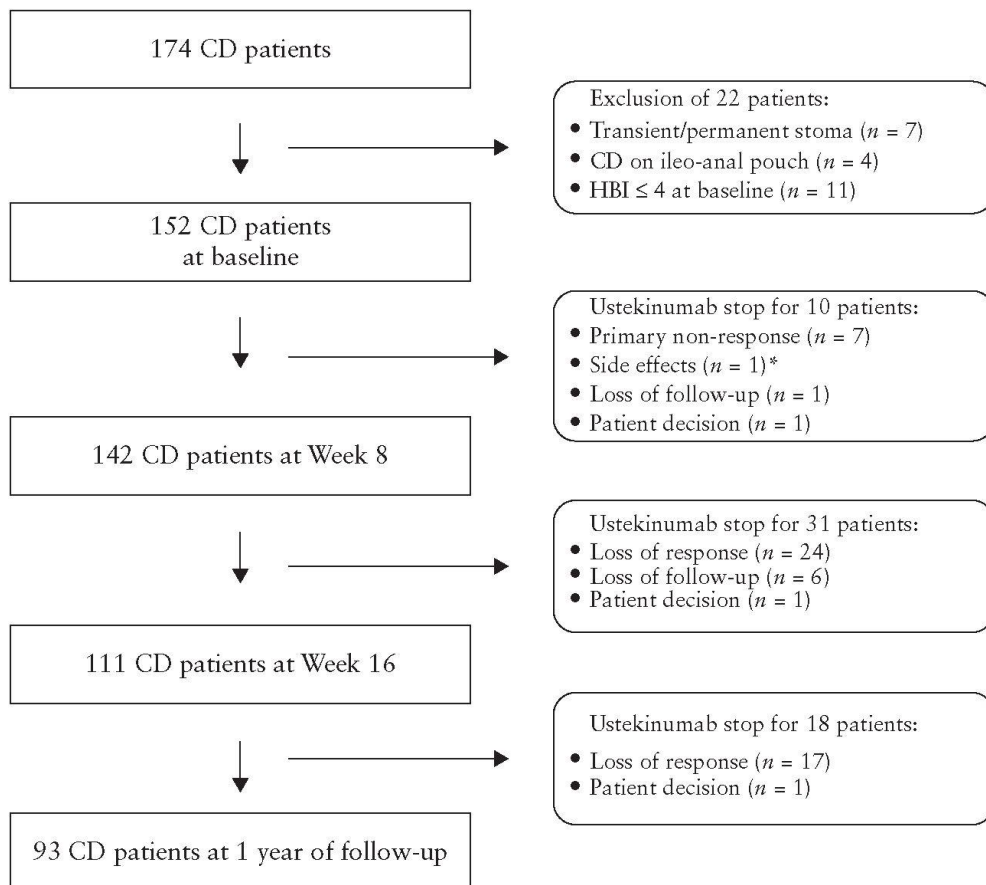 174 CD patients
Exclusion of 22 patients:
• Transient/permanent stoma (n = 7)
• CD on ileo-anal pouch (n = 4)
• HBI ≤ 4 at baseline (n = 11)
152 CD patients
at baseline
Ustekinumab stop for 10 patients:
• Primary non-response (n = 7)
• Side effects (n = 1)*
• Loss of follow-up (n = 1)
• Patient decision (n = 1)
142 CD patients at Week 8
Ustekinumab stop for 31 patients:
• Loss of response (n = 24)
• Loss of follow-up (n = 6)
• Patient decision (n = 1)
111 CD patients at Week 16
Ustekinumab stop for 18 patients:
• Loss of response (n = 17)
• Patient decision (n = 1)
93 CD patients at 1 year of follow-up